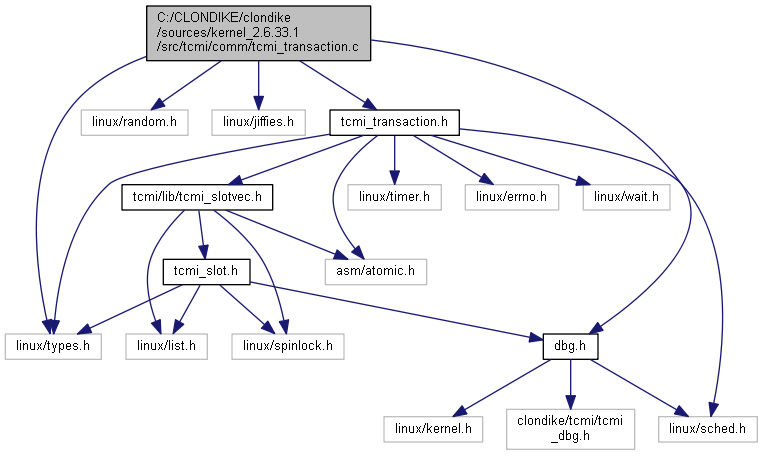 C:/CLONDIKE/clondike
/sources/kernel_2.6.33.1
/src/tcmi/comm/tcmi_transaction.c
linux/random.h
linux/jiffies.h
tcmi_transaction.h
tcmi/lib/tcmi_slotvec.h
linux/timer.h
linux/errno.h
linux/wait.h
tcmi_slot.h
asm/atomic.h
linux/types.h
linux/list.h
linux/spinlock.h
dbg.h
linux/kernel.h
clondike/tcmi/tcmi
_dbg.h
linux/sched.h